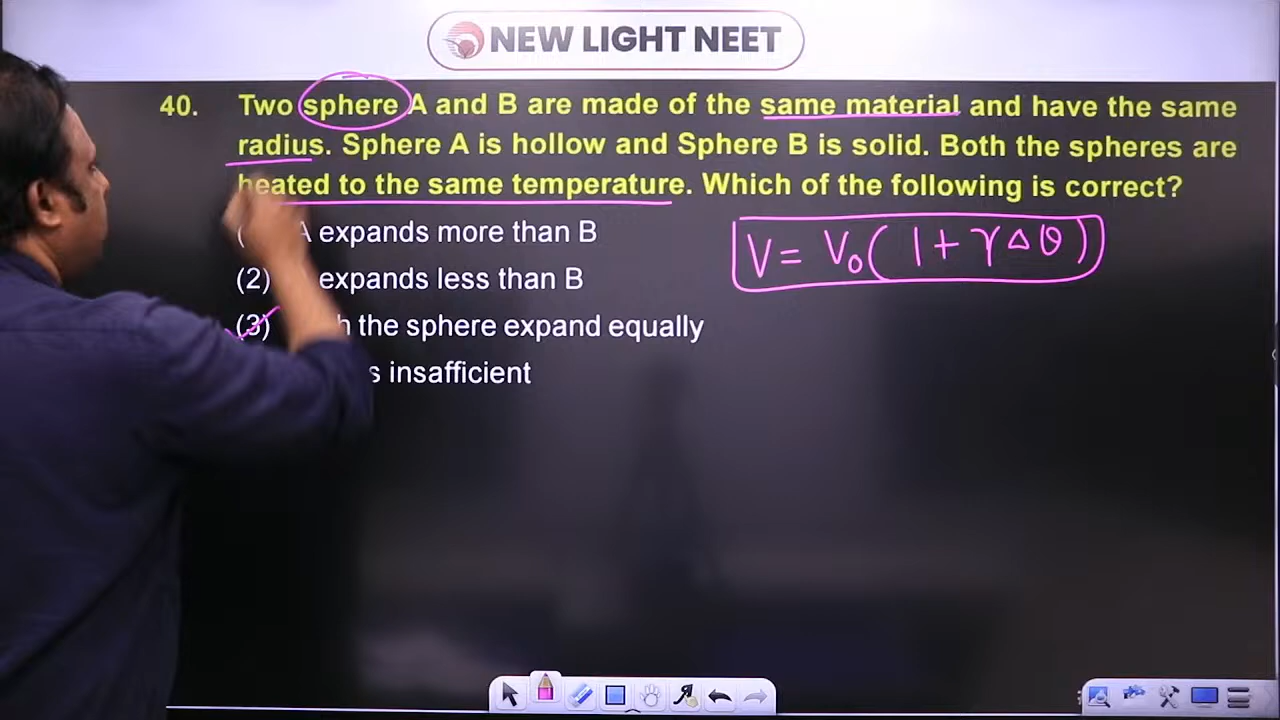 NEW LIGHT NEET
40. Two sphere A and B are made of the same material and have the same
radius. Sphere A is hollow and Sphere B is solid. Both the spheres are
heated to the same temperature. Which of the following is correct?
A expands more than B
(2) expands less than B
(3) the sphere expand equally
insafficient
V = V₀(1 + γΔθ)